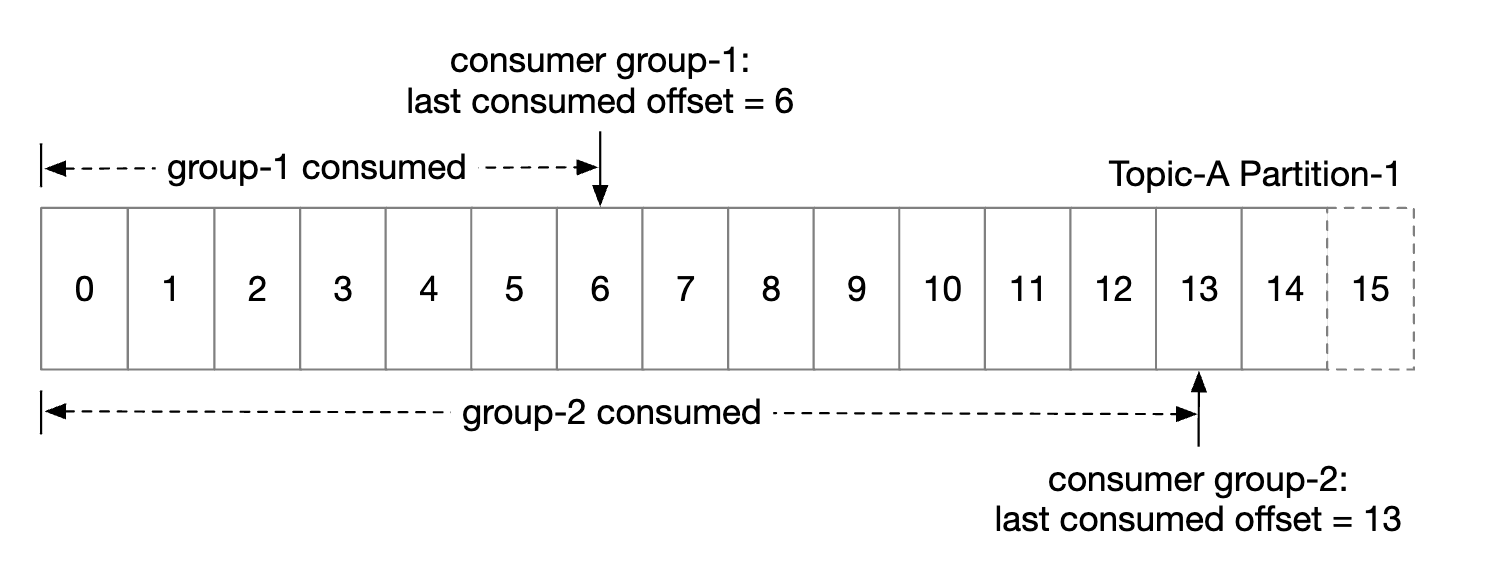 consumer group-1:
last consumed offset = 6
group-1 consumed
Topic-A Partition-1
0 1 2 3 4 5 6 7 8 9 10 11 12 13 14 15
group-2 consumed
consumer group-2:
last consumed offset = 13